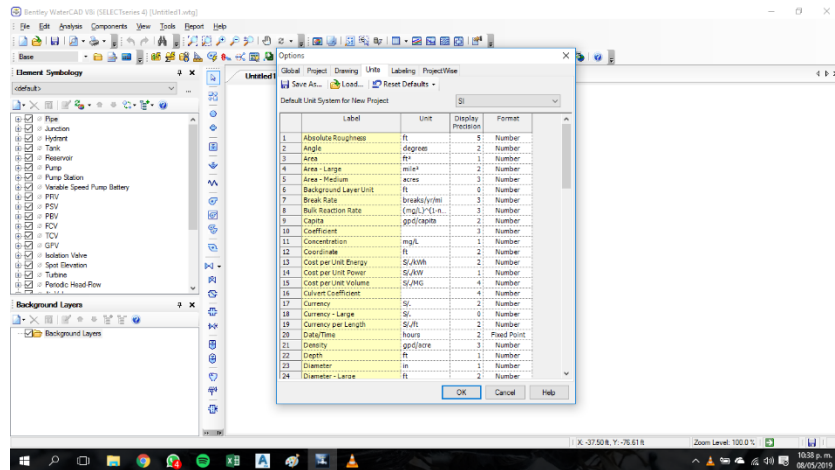 Bentley WaterCAD V8i (SELECTseries 4) [Untitled1.wtg]
File Edit Analysis Components View Tools Report Help
Base
Element Symbology
<default>
Pipe
Junction
Hydrant
Tank
Reservoir
Pump
Pump Station
Variable Speed Pump Battery
PRV
PSV
PBV
FCV
TCV
GPV
Isolation Valve
Spot Elevation
Turbine
Periodic Head-Flow
Background Layers
Background Layers
Untitled1
Options
Global Project Drawing Units Labeling ProjectWise
Save As... Load... Reset Defaults
Default Unit System for New Project SI
Label Unit Display Precision Format
1 Absolute Roughness ft 5 Number
2 Angle degrees 2 Number
3 Area ft² 1 Number
4 Area - Large mile² 2 Number
5 Area - Medium acres 3 Number
6 Background Layer Unit ft 0 Number
7 Break Rate breaks/yr/mi 3 Number
8 Bulk Reaction Rate (mg/L)^(1-n... 3 Number
9 Capita gpd/capita 2 Number
10 Coefficient 3 Number
11 Concentration mg/L 1 Number
12 Coordinate ft 2 Number
13 Cost per Unit Energy S/./kWh 2 Number
14 Cost per Unit Power S/./kW 1 Number
15 Cost per Unit Volume S/./MG 4 Number
16 Culvert Coefficient 4 Number
17 Currency S/. 2 Number
18 Currency - Large S/. 0 Number
19 Currency per Length S/./ft 2 Number
20 Date/Time hours 2 Fixed Point
21 Density gpd/acre 3 Number
22 Depth ft 1 Number
23 Diameter in 1 Number
24 Diameter - Large ft 2 Number
OK Cancel Help
X: -37.50 ft, Y: -76.61 ft Zoom Level: 100.0 %
10:38 p. m.
08/05/2019